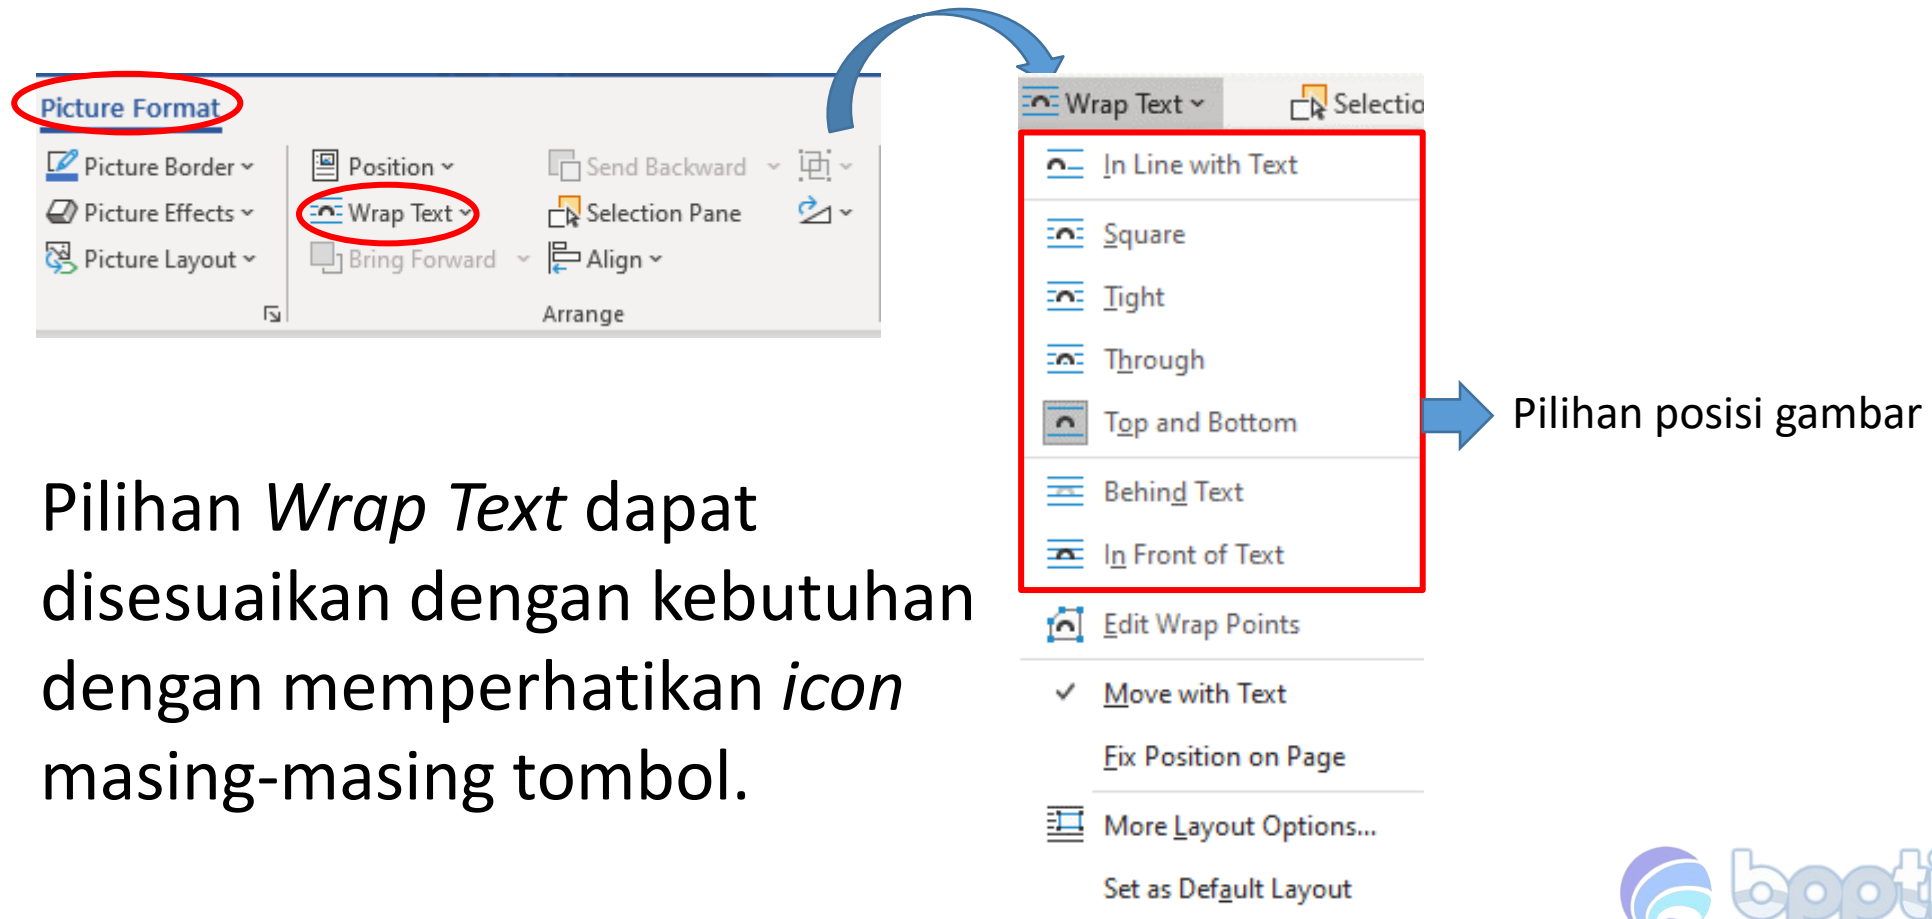 Picture Format
Picture Border
Picture Effects
Picture Layout
Position
Wrap Text
Bring Forward
Send Backward
Selection Pane
Align
Arrange
Wrap Text
Selectio
In Line with Text
Square
Tight
Through
Top and Bottom
Behind Text
In Front of Text
Edit Wrap Points
Move with Text
Fix Position on Page
More Layout Options...
Set as Default Layout
Pilihan posisi gambar
Pilihan Wrap Text dapat
disesuaikan dengan kebutuhan
dengan memperhatikan icon
masing-masing tombol.